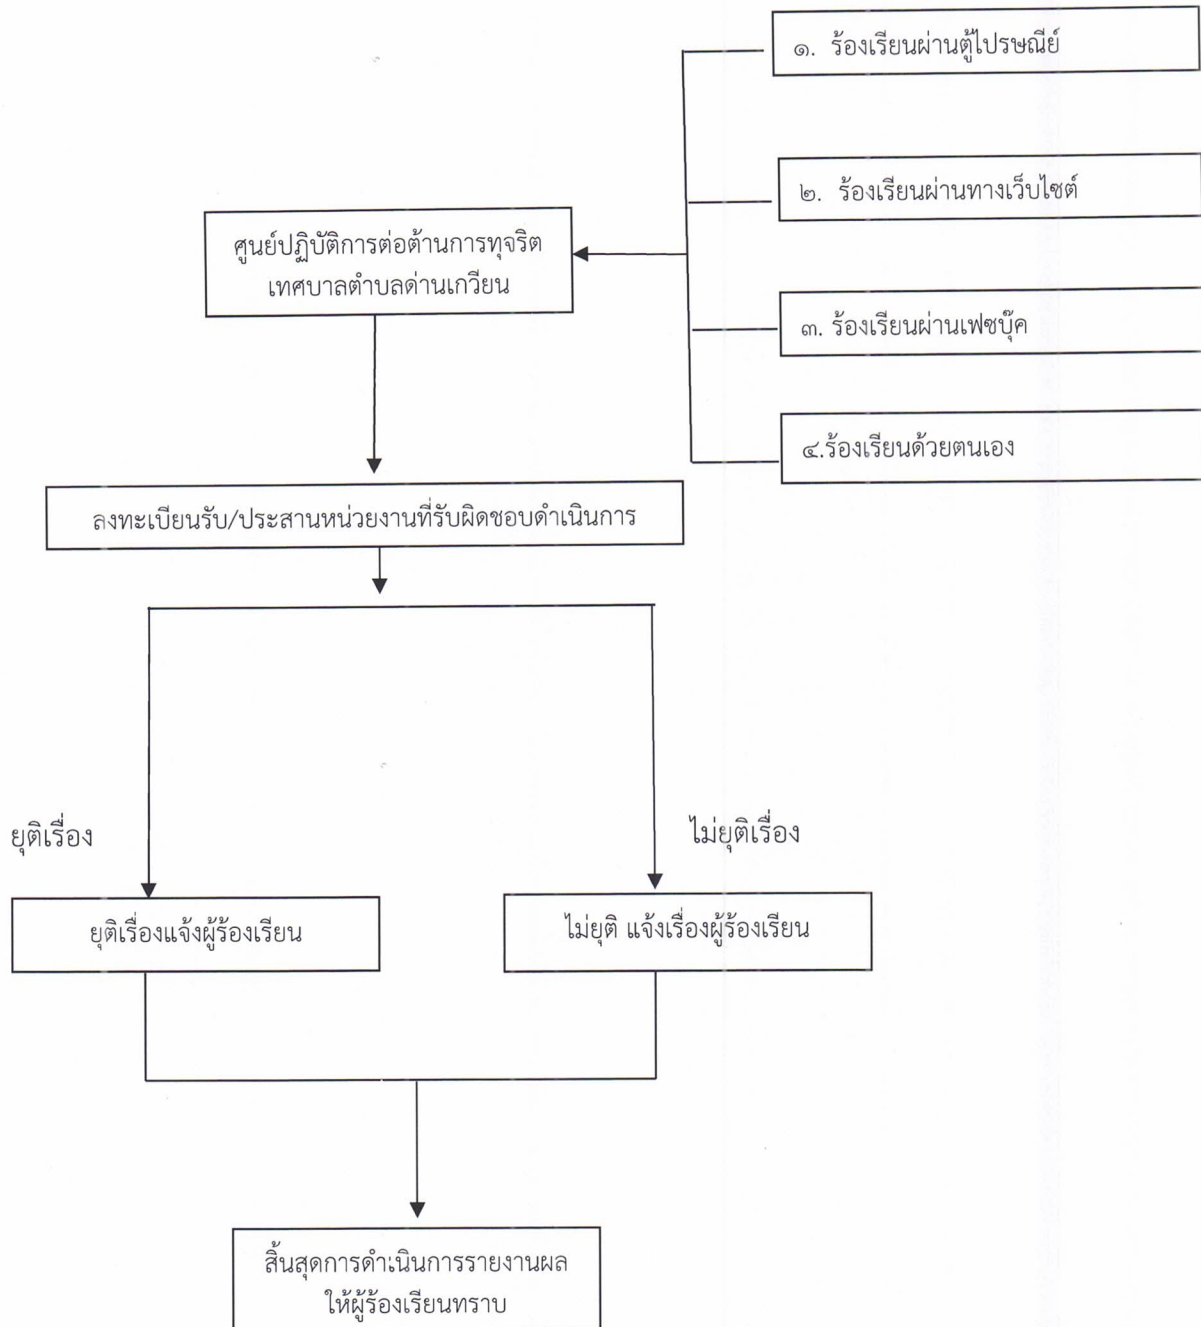 ๑. ร้องเรียนผ่านตู้ไปรษณีย์
๒. ร้องเรียนผ่านทางเว็บไซต์
ศูนย์ปฏิบัติการต่อต้านการทุจริต
เทศบาลตำบลด่านเกวียน
๓. ร้องเรียนผ่านเฟซบุ๊ค
๔.ร้องเรียนด้วยตนเอง
ลงทะเบียนรับ/ประสานหน่วยงานที่รับผิดชอบดำเนินการ
ยุติเรื่อง
ไม่ยุติเรื่อง
ยุติเรื่องแจ้งผู้ร้องเรียน
ไม่ยุติ แจ้งเรื่องผู้ร้องเรียน
สิ้นสุดการดำเนินการรายงานผล
ให้ผู้ร้องเรียนทราบ